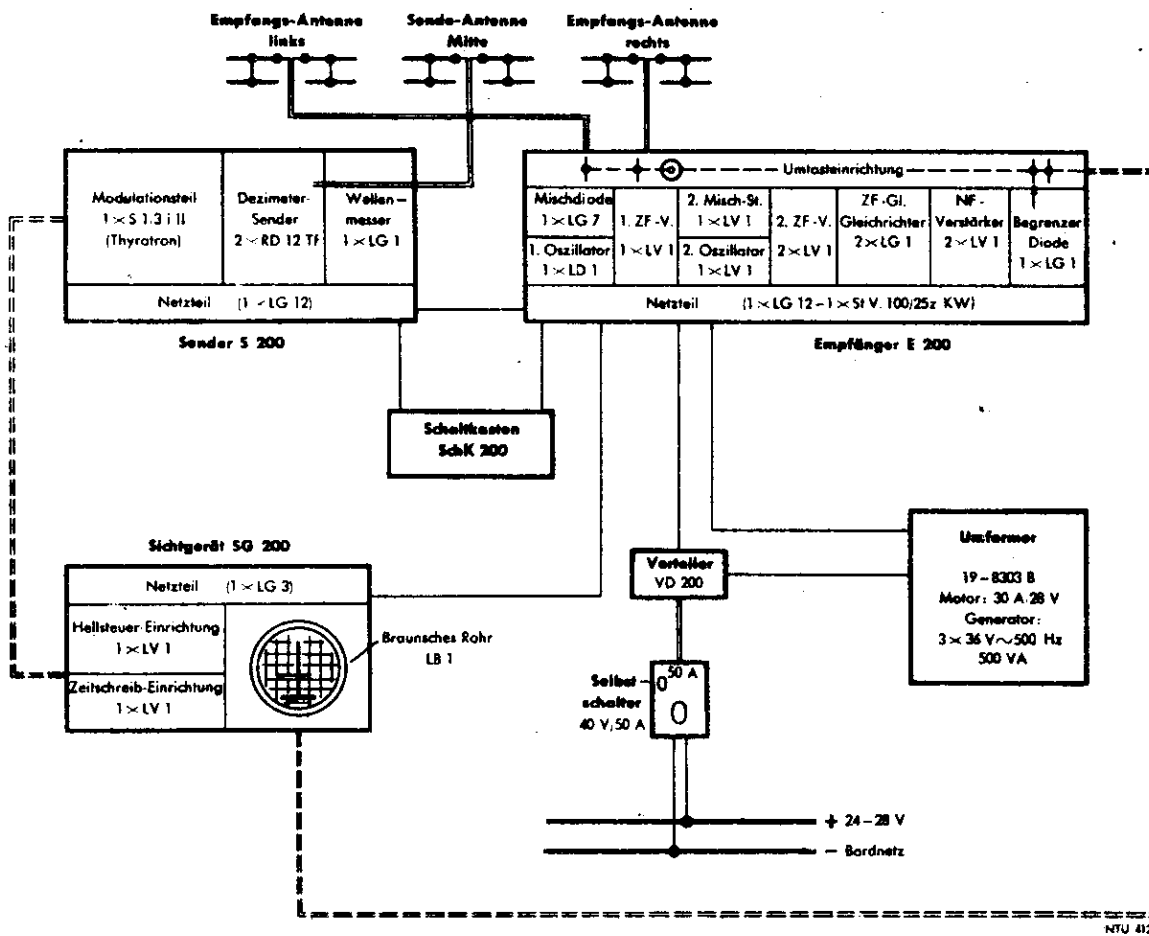 Empfangs-Antenne
links
Sende-Antenne
Mitte
Empfangs-Antenne
rechts
Modulationsteil
1 × S 1.3 i II
(Thyratron)
Dezimeter-
Sender
2 × RD 12 Tf
Wellen-
messer
1 × LG 1
Netzteil (1 × LG 12)
Sender S 200
Umtasteinrichtung
Mischdiode
1 × LG 7
1. Oszillator
1 × LD 1
1. ZF-V.
1 × LV 1
2. Misch-St.
1 × LV 1
2. Oszillator
1 × LV 1
2. ZF-V.
2 × LV 1
ZF-Gl.
Gleichrichter
2 × LG 1
NF-
Verstärker
2 × LV 1
Begrenzer
Diode
1 × LG 1
Netzteil (1 × LG 12 – 1 × St V. 100/25z KW)
Empfänger E 200
Schaltkasten
SchK 200
Sichtgerät SG 200
Netzteil (1 × LG 3)
Hellsteuer-Einrichtung
1 × LV 1
Zeitschreib-Einrichtung
1 × LV 1
Braunsches Rohr
LB 1
Verteiler
VD 200
Umformer
19–8303 B
Motor: 30 A 28 V
Generator:
3 × 36 V~500 Hz
500 VA
50 A
Selbst
schalter
40 V, 50 A
+ 24–28 V
– Bordnetz
NTU 412